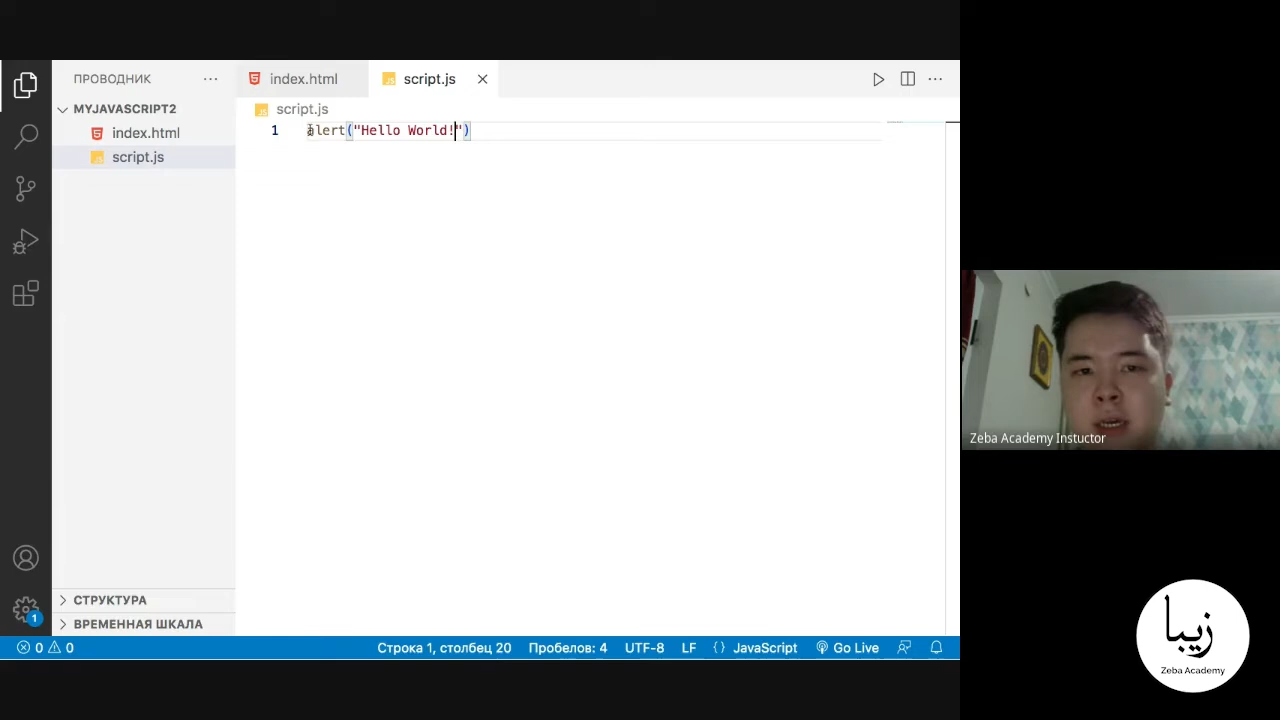 ПРОВОДНИК
index.html
script.js
MYJAVASCRIPT2
index.html
script.js
script.js
1 alert("Hello World!")
СТРУКТУРА
ВРЕМЕННАЯ ШКАЛА
1
0 0 Строка 1, столбец 20 Пробелов: 4 UTF-8 LF {} JavaScript Go Live
Zeba Academy Instuctor
زيبا
Zeba Academy